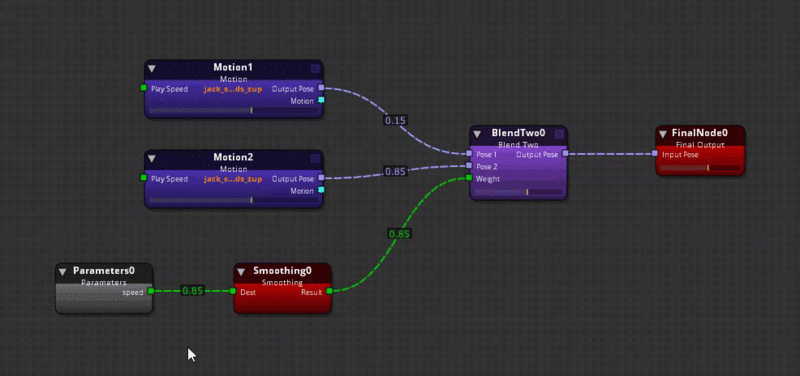 Motion1
Motion
Play Speed jack_s...ds_zup Output Pose
Motion
0.15
BlendTwo0
Blend Two
Pose 1 Output Pose
Pose 2
Weight
FinalNode0
Final Output
Input Pose
Motion2
Motion
Play Speed jack_s...ds_zup Output Pose
Motion
0.85
0.85
Parameters0
Parameters
speed
0.85
Smoothing0
Smoothing
Dest Result